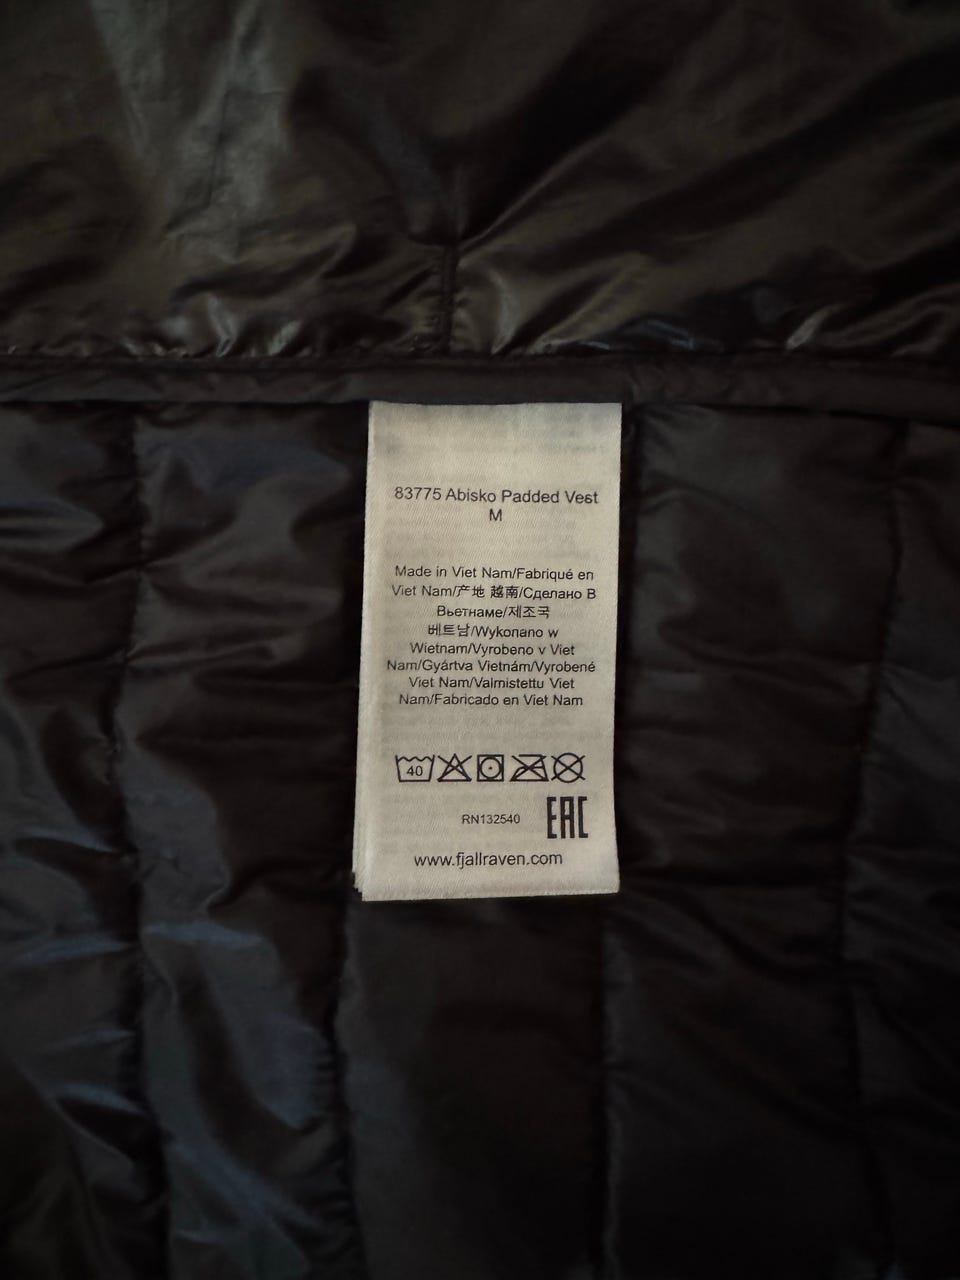 83775 Abisko Padded Vest
M
Made in Viet Nam/Fabriqué en
Viet Nam/产地 越南/Сделано В
Вьетнаме/제조국
베트남/Wykonano w
Wietnam/Vyrobeno v Viet
Nam/Gyártva Vietnám/Vyrobené
Viet Nam/Valmistettu Viet
Nam/Fabricado en Viet Nam
40
RN132540 EAC
www.fjallraven.com